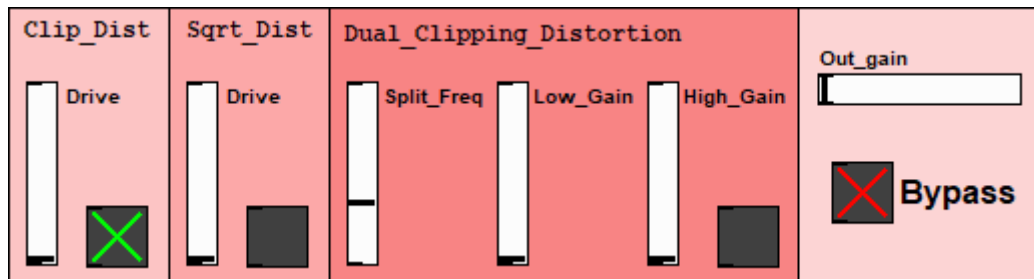 Clip_Dist
Drive
Sqrt_Dist
Drive
Dual_Clipping_Distortion
Split_Freq
Low_Gain
High_Gain
Out_gain
Bypass